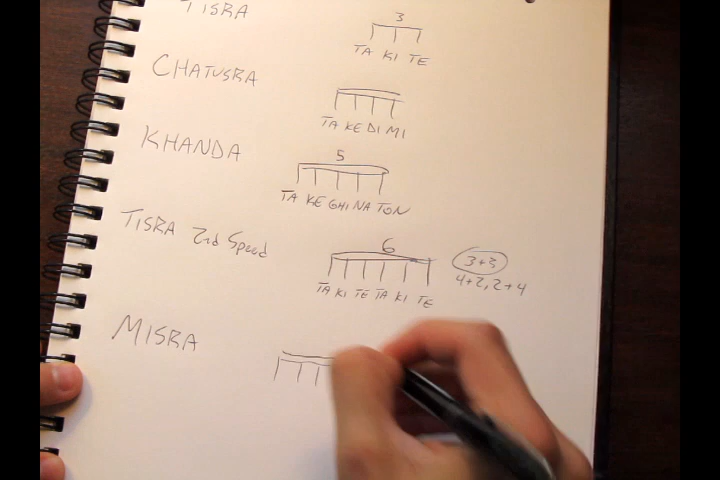 TISRA
3
TA KI TE
CHATUSRA
TA KE DI MI
KHANDA
5
TA KE GHI NA TON
TISRA 2nd Speed
6
TA KI TE TA KI TE
3+3
4+2, 2+4
MISRA